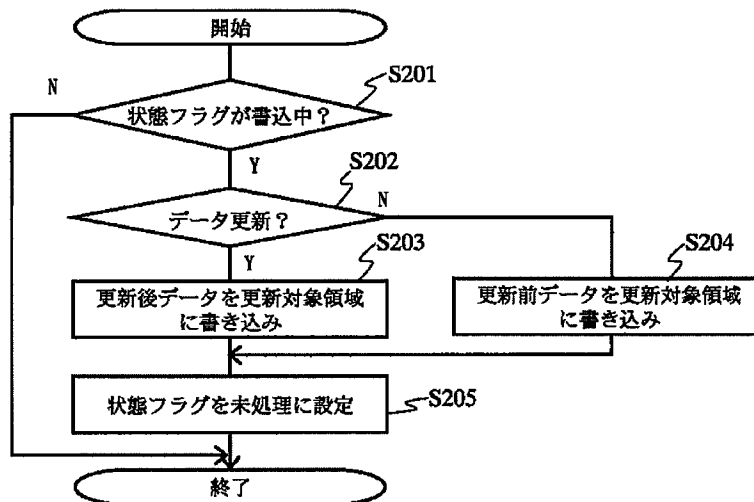 開始
S201
N
状態フラグが書込中？
Y
S202
N
データ更新？
S203
S204
Y
更新後データを更新対象領域
に書き込み
更新前データを更新対象領域
に書き込み
状態フラグを未処理に設定
S205
終了